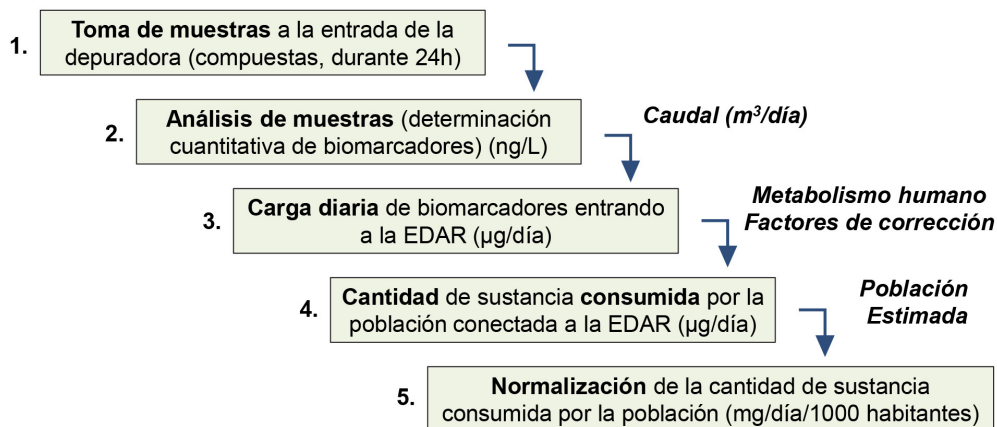 1. Toma de muestras a la entrada de la
depuradora (compuestas, durante 24h)
2. Análisis de muestras (determinación
cuantitativa de biomarcadores) (ng/L)
Caudal (m³/día)
3. Carga diaria de biomarcadores entrando
a la EDAR (µg/día)
Metabolismo humano
Factores de corrección
4. Cantidad de sustancia consumida por la
población conectada a la EDAR (µg/día)
Población
Estimada
5. Normalización de la cantidad de sustancia
consumida por la población (mg/día/1000 habitantes)